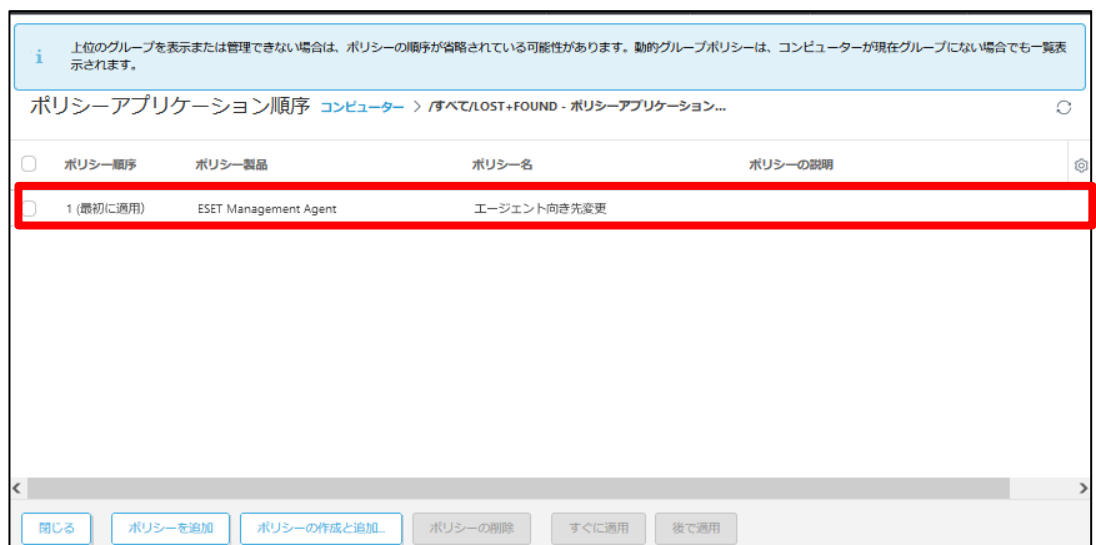 i
上位のグループを表示または管理できない場合は、ポリシーの順序が省略されている可能性があります。動的グループポリシーは、コンピューターが現在グループにない場合でも一覧表
示されます。
ポリシーアプリケーション順序 コンピューター > /すべて/LOST+FOUND - ポリシーアプリケーション...
ポリシー順序 ポリシー製品 ポリシー名 ポリシーの説明
1 (最初に適用) ESET Management Agent エージェント向き先変更
閉じる ポリシーを追加 ポリシーの作成と追加... ポリシーの削除 すぐに適用 後で適用